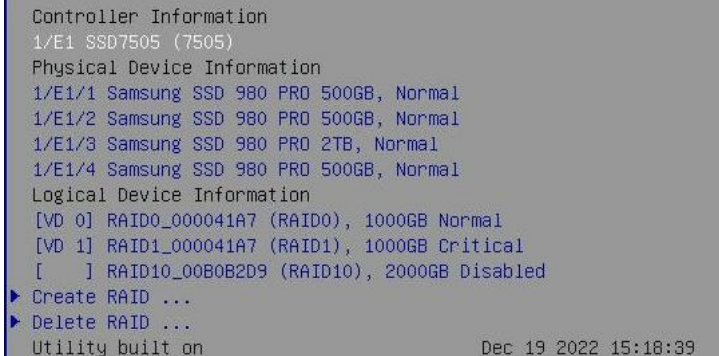 Controller Information
1/E1 SSD7505 (7505)
Physical Device Information
1/E1/1 Samsung SSD 980 PRO 500GB, Normal
1/E1/2 Samsung SSD 980 PRO 500GB, Normal
1/E1/3 Samsung SSD 980 PRO 2TB, Normal
1/E1/4 Samsung SSD 980 PRO 500GB, Normal
Logical Device Information
[VD 0] RAID0_000041A7 (RAID0), 1000GB Normal
[VD 1] RAID1_000041A7 (RAID1), 1000GB Critical
[    ] RAID10_00B0B2D9 (RAID10), 2000GB Disabled
Create RAID ...
Delete RAID ...
Utility built on Dec 19 2022 15:18:39